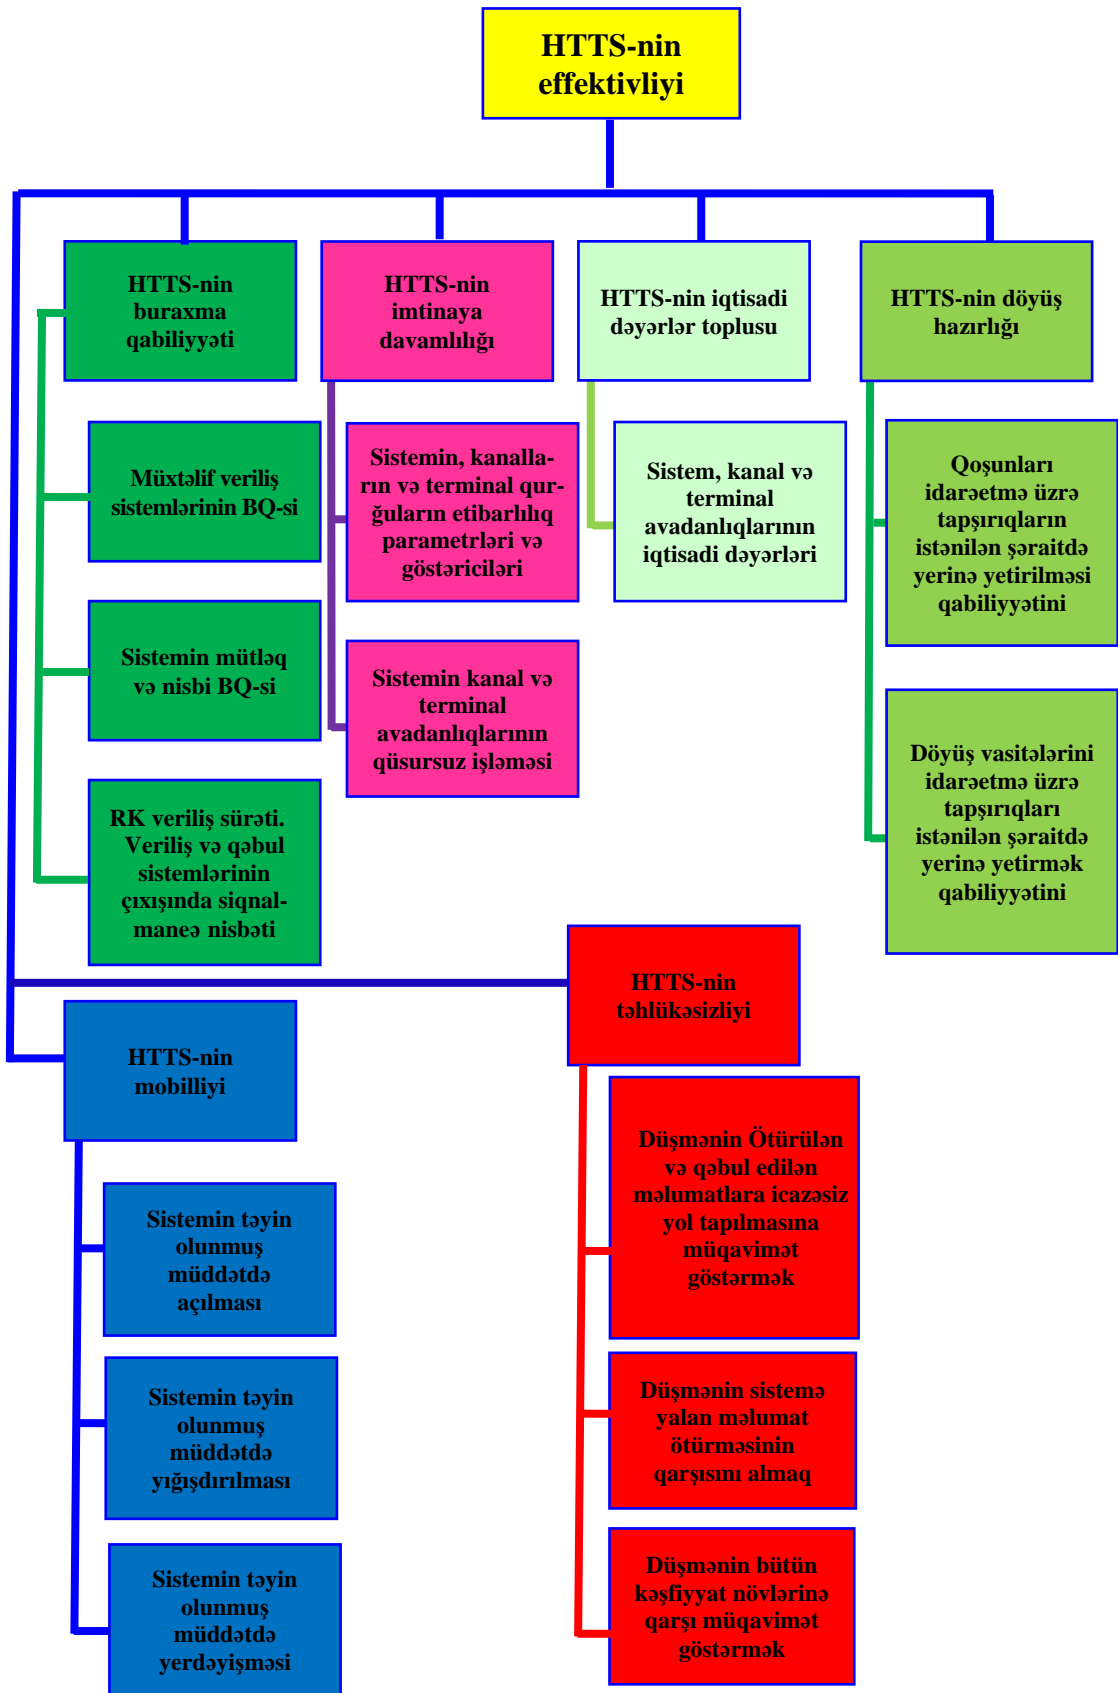 HTTS-nin
effektivliyi
HTTS-nin
buraxma
qabiliyyəti
HTTS-nin
imtinaya
davamlılığı
HTTS-nin iqtisadi
dəyərlər toplusu
HTTS-nin döyüş
hazırlığı
Müxtəlif veriliş
sistemlərinin BQ-si
Sistemin mütləq
və nisbi BQ-si
RK veriliş sürəti.
Veriliş və qəbul
sistemlərinin
çıxışında siqnal-
maneə nisbəti
Sistemin, kanalla-
rın və terminal qur-
ğuların etibarlılıq
parametrləri və
göstəriciləri
Sistemin kanal və
terminal
avadanlıqlarının
qüsursuz işləməsi
Sistem, kanal və
terminal
avadanlıqlarının
iqtisadi dəyərləri
Qoşunları
idarəetmə üzrə
tapşırıqların
istənilən şəraitdə
yerinə yetirilməsi
qabiliyyətini
Döyüş vasitələrini
idarəetmə üzrə
tapşırıqları
istənilən şəraitdə
yerinə yetirmək
qabiliyyətini
HTTS-nin
mobilliyi
Sistemin təyin
olunmuş
müddətdə
açılması
Sistemin təyin
olunmuş
müddətdə
yığışdırılması
Sistemin təyin
olunmuş
müddətdə
yerdəyişməsi
HTTS-nin
təhlükəsizliyi
Düşmənin Ötürülən
və qəbul edilən
məlumatlara icazəsiz
yol tapılmasına
müqavimət
göstərmək
Düşmənin sistemə
yalan məlumat
ötürməsinin
qarşısını almaq
Düşmənin bütün
kəşfiyyat növlərinə
qarşı müqavimət
göstərmək